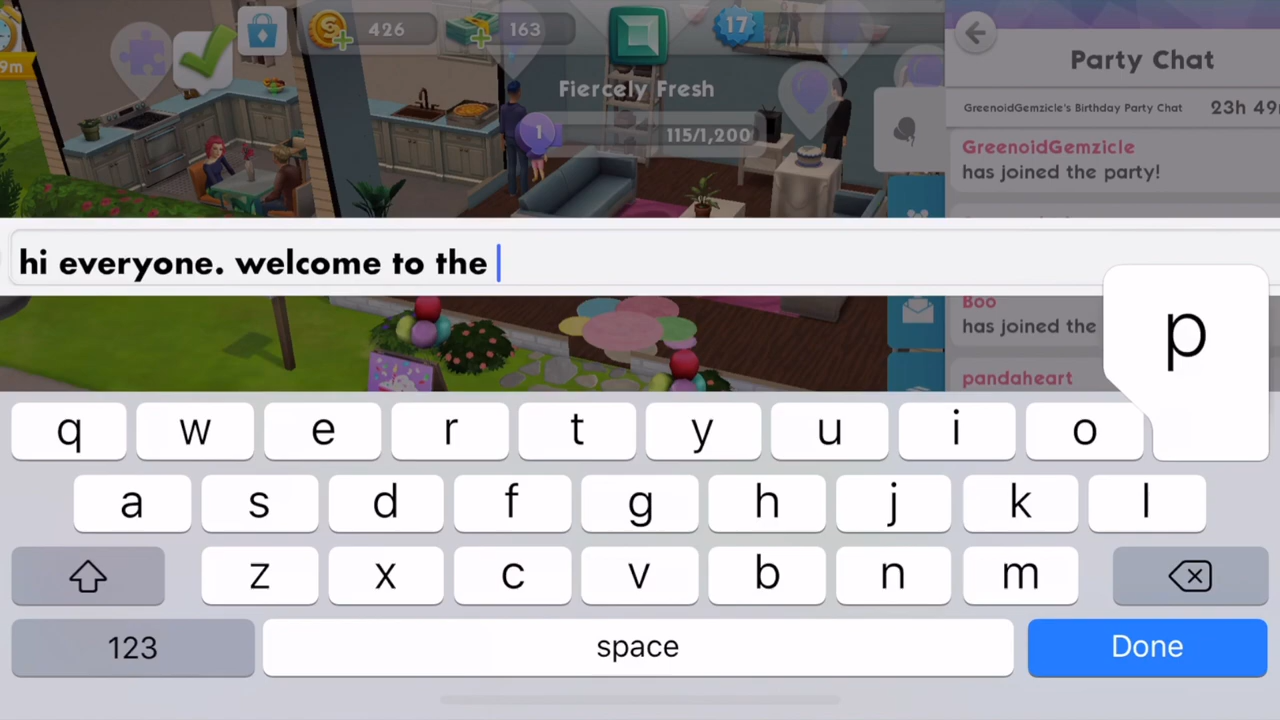 9m
426
163
17
Fiercely Fresh
1
115/1,200
Party Chat
GreenoidGemzicle's Birthday Party Chat
23h 49
GreenoidGemzicle
has joined the party!
hi everyone. welcome to the
Boo
has joined the
pandaheart
p
q w e r t y u i o
a s d f g h j k l
z x c v b n m
123 space Done